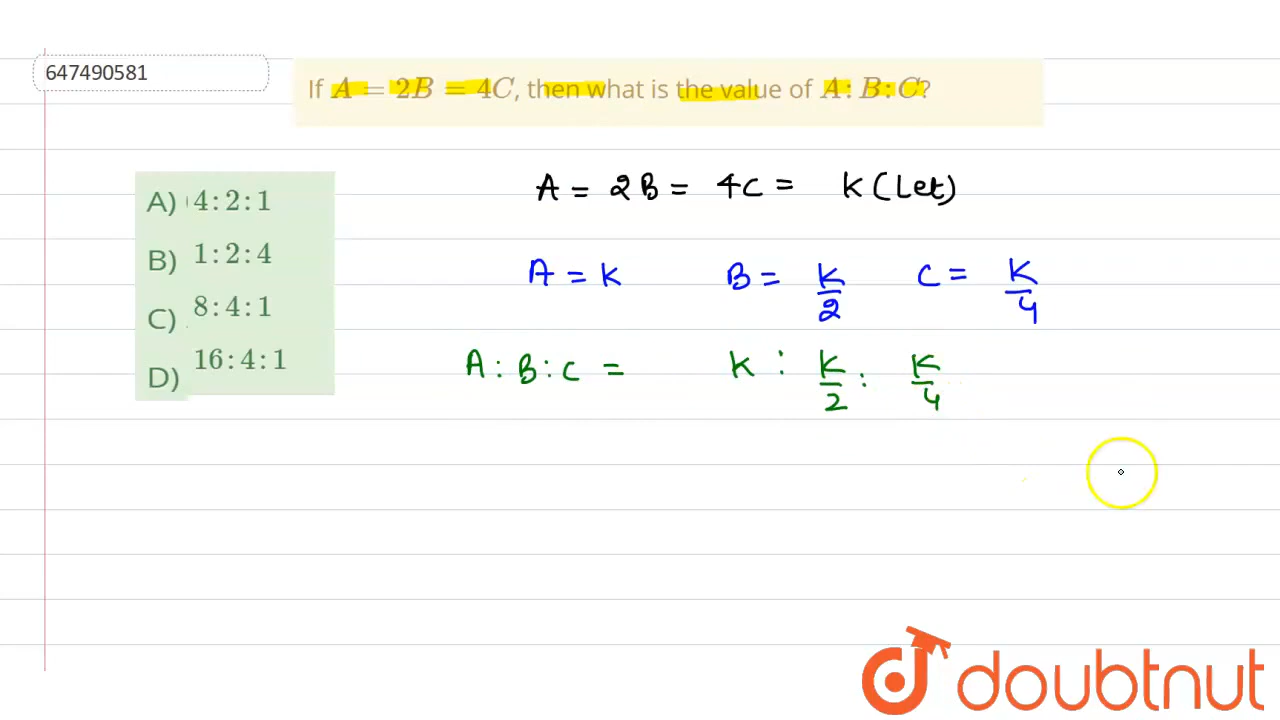 647490581
If A = 2B = 4C, then what is the value of A : B : C?
A) 4 : 2 : 1
B) 1 : 2 : 4
C) 8 : 4 : 1
D) 16 : 4 : 1
A = 2B = 4C = K (Let)
A = K B = K/2 C = K/4
A : B : C = K : K/2 : K/4
doubtnut